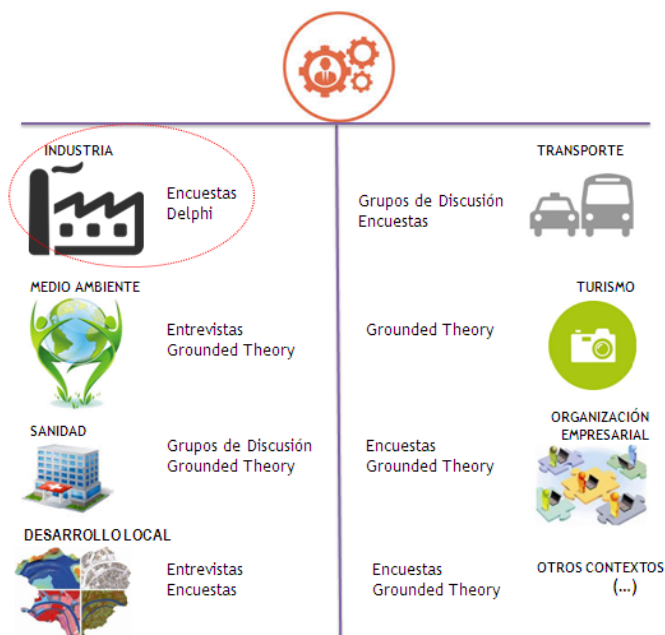 INDUSTRIA
Encuestas
Delphi
TRANSPORTE
Grupos de Discusión
Encuestas
MEDIO AMBIENTE
Entrevistas
Grounded Theory
TURISMO
Grounded Theory
SANIDAD
Grupos de Discusión
Grounded Theory
ORGANIZACIÓN
EMPRESARIAL
Encuestas
Grounded Theory
DESARROLLO LOCAL
Entrevistas
Encuestas
Encuestas
Grounded Theory
OTROS CONTEXTOS
(...)